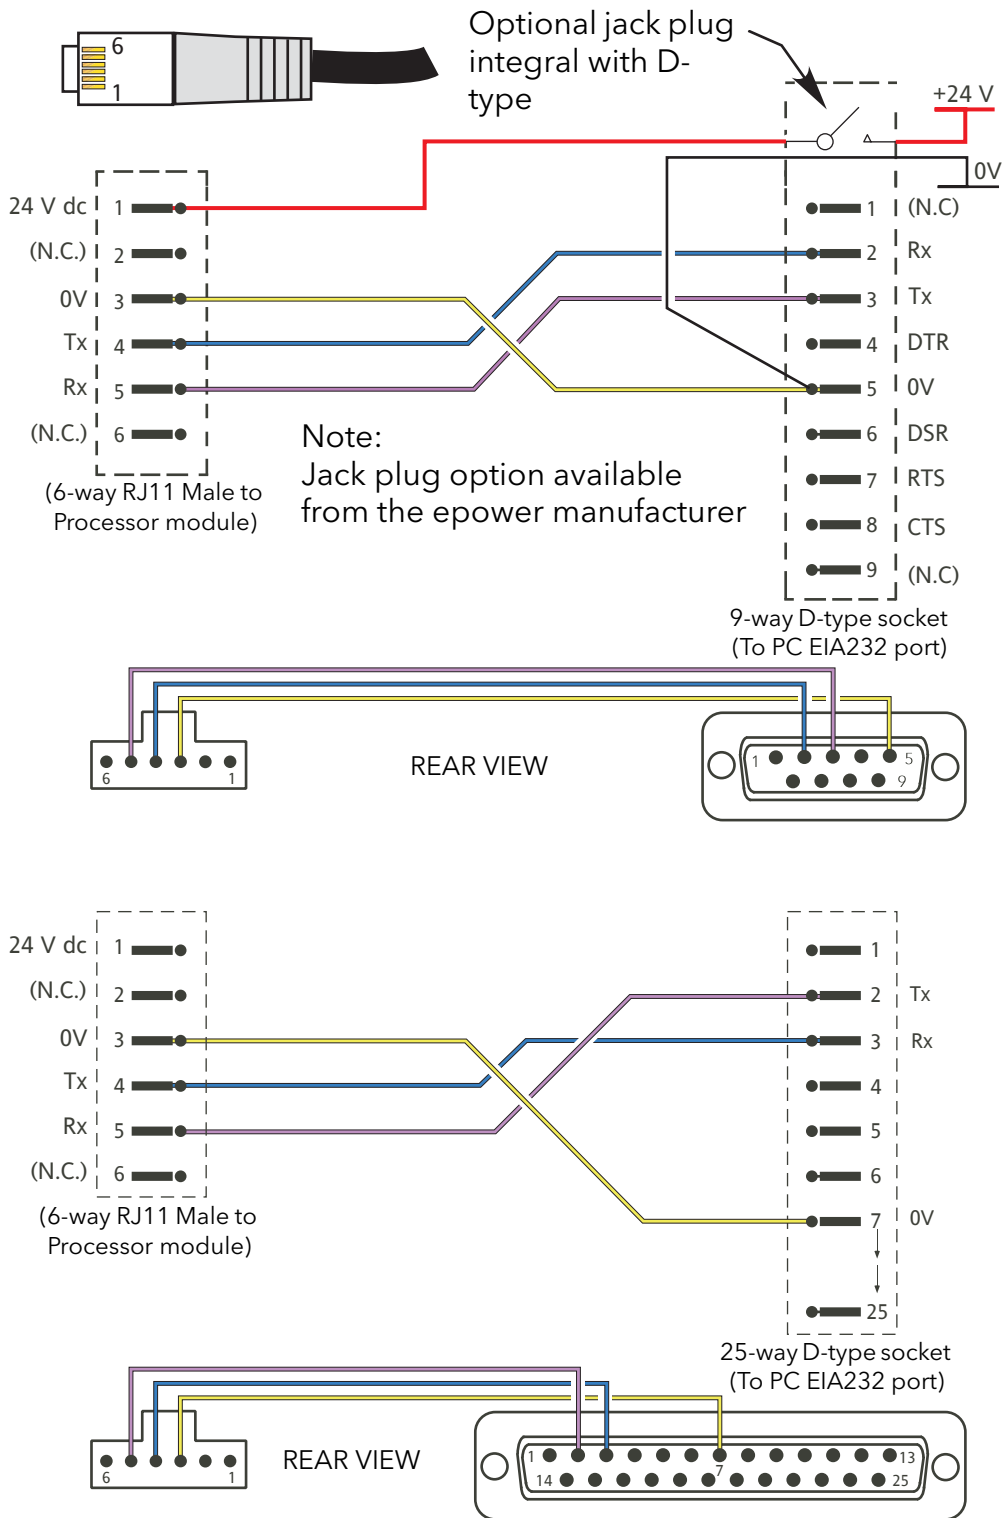 6
1
Optional jack plug
integral with D-
type
+24 V
0V
24 V dc 1
(N.C.) 2
0V 3
Tx 4
Rx 5
(N.C.) 6
(6-way RJ11 Male to
Processor module)
Note:
Jack plug option available
from the epower manufacturer
1 (N.C)
2 Rx
3 Tx
4 DTR
5 0V
6 DSR
7 RTS
8 CTS
9 (N.C)
9-way D-type socket
(To PC EIA232 port)
6 1
REAR VIEW
1 5
9
24 V dc 1
(N.C.) 2
0V 3
Tx 4
Rx 5
(N.C.) 6
(6-way RJ11 Male to
Processor module)
1
2 Tx
3 Rx
4
5
6
7 0V
25
25-way D-type socket
(To PC EIA232 port)
6 1
REAR VIEW
1 13
7
14 25